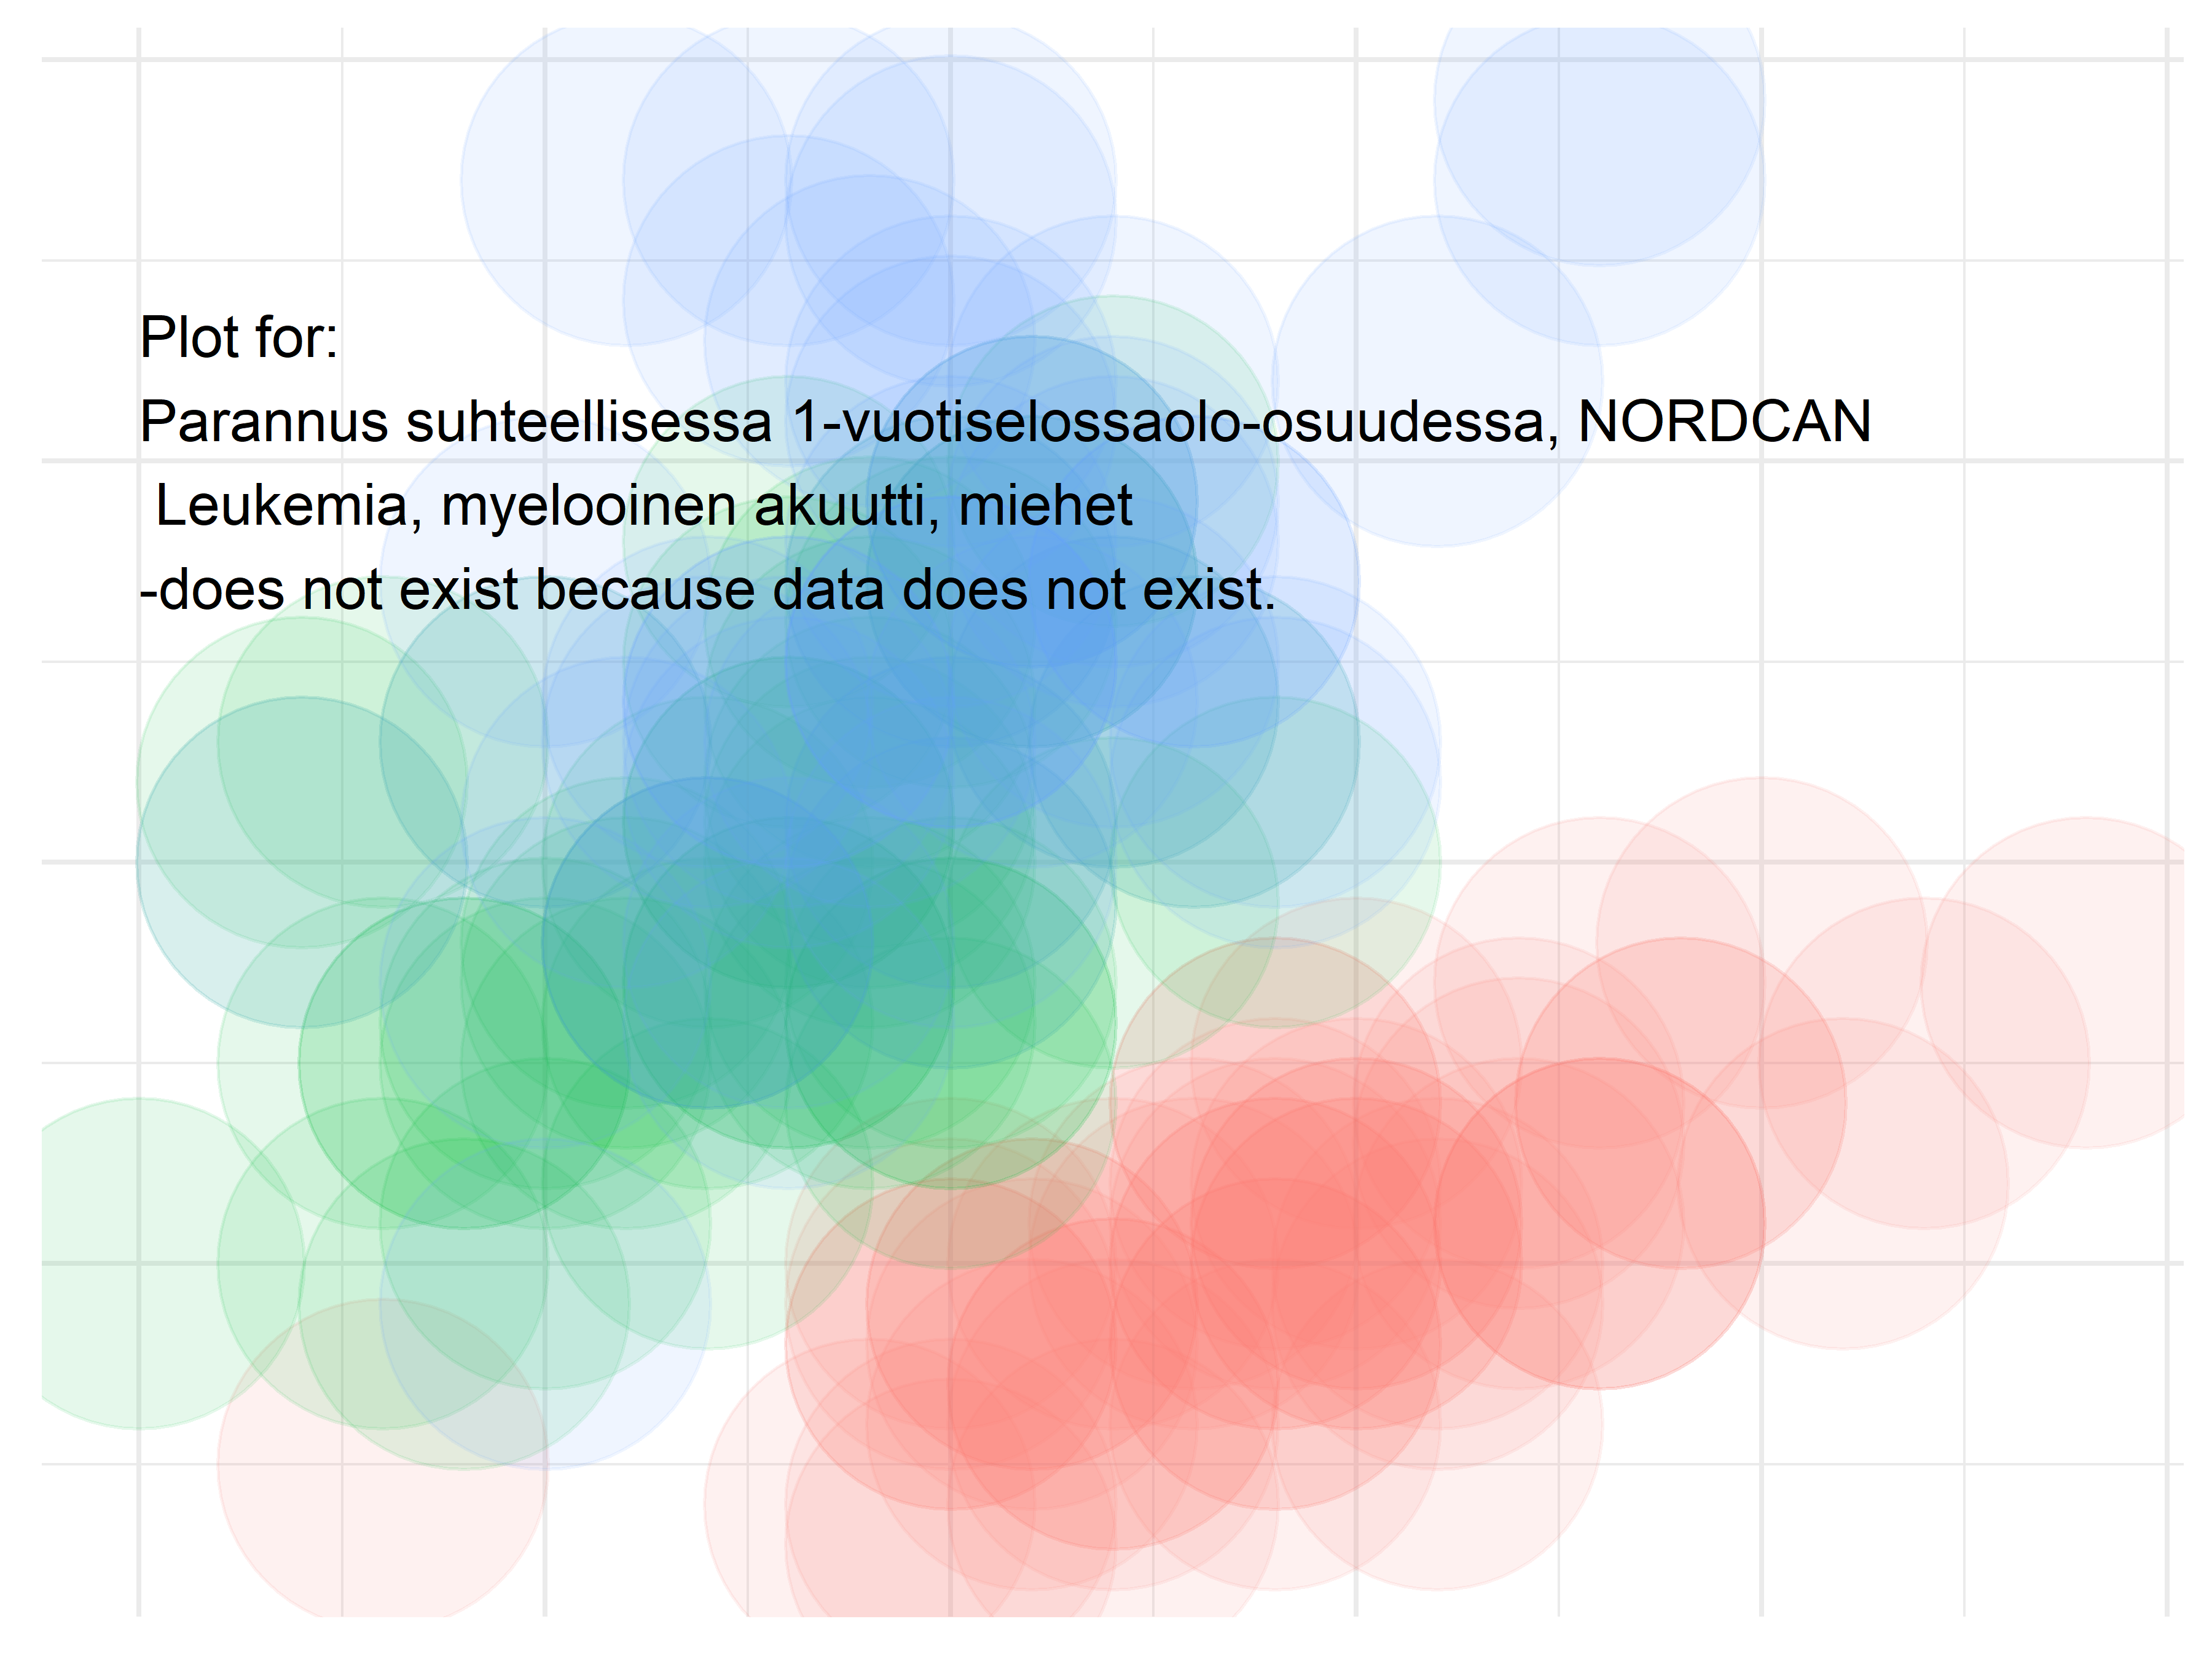 Plot for:
Parannus suhteellisessa 1-vuotiselossaolo-osuudessa, NORDCAN
Leukemia, myelooinen akuutti, miehet
-does not exist because data does not exist.